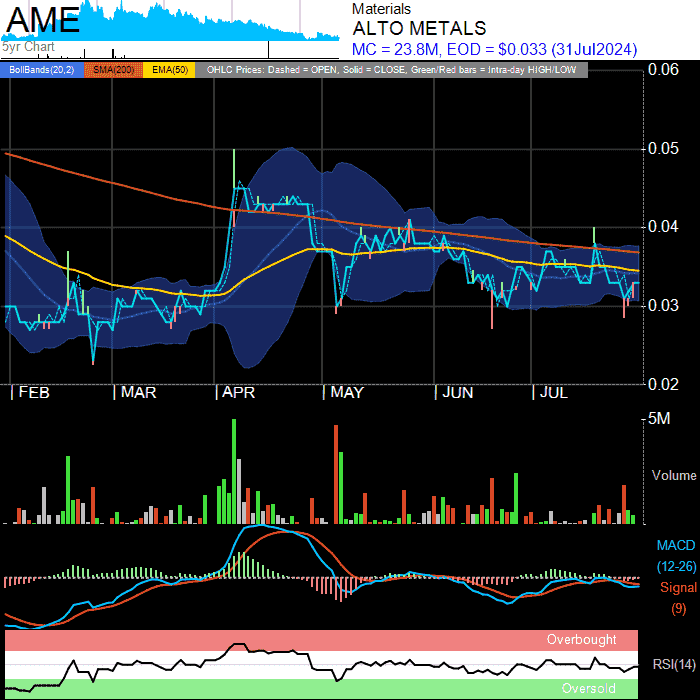 AME
5yr Chart
Materials
ALTO METALS
MC = 23.8M, EOD = $0.033 (31Jul2024)
BollBands(20,2) SMA(200) EMA(50) OHLC Prices: Dashed = OPEN, Solid = CLOSE, Green/Red bars = Intra-day HIGH/LOW
0.06
0.05
0.04
0.03
0.02
FEB MAR APR MAY JUN JUL
5M
Volume
MACD
(12-26)
Signal
(9)
Overbought
RSI(14)
Oversold